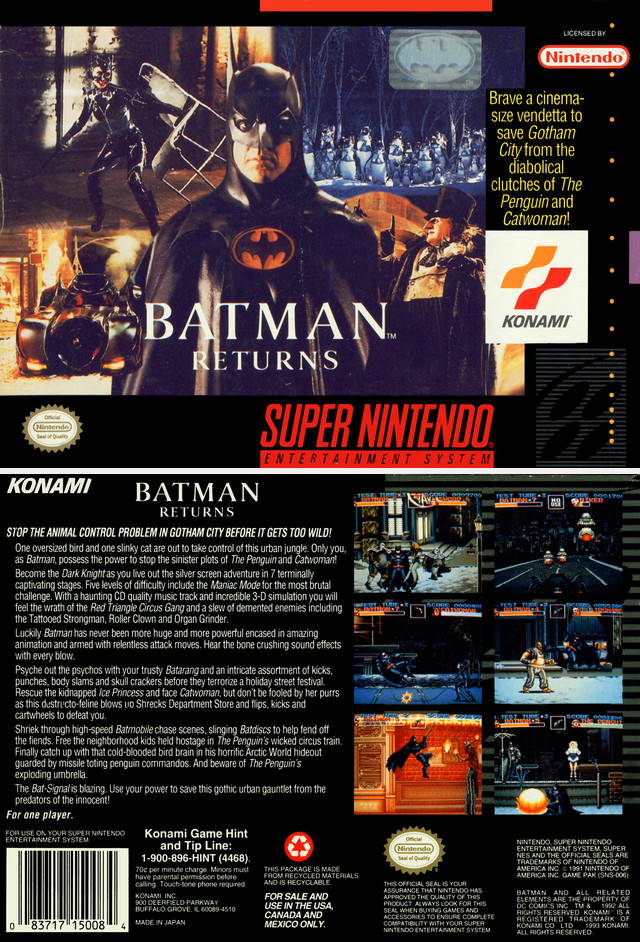 LICENSED BY
Nintendo
Brave a cinema-
size vendetta to
save Gotham
City from the
diabolical
clutches of The
Penguin and
Catwoman!
KONAMI
BATMAN™
RETURNS
Official
Nintendo
Seal of Quality
SUPER NINTENDO®
ENTERTAINMENT SYSTEM
KONAMI
BATMAN
RETURNS
STOP THE ANIMAL CONTROL PROBLEM IN GOTHAM CITY BEFORE IT GETS TOO WILD!
One oversized bird and one slinky cat are out to take control of this urban jungle. Only you,
as Batman, possess the power to stop the sinister plots of The Penguin and Catwoman!
Become the Dark Knight as you live out the silver screen adventure in 7 terminally
captivating stages. Five levels of difficulty include the Maniac Mode for the most brutal
challenge. With a haunting CD quality music track and incredible 3-D simulation you will
feel the wrath of the Red Triangle Circus Gang and a slew of demented enemies including
the Tattooed Strongman, Roller Clown and Organ Grinder.
Luckily Batman has never been more huge and more powerful encased in amazing
animation and armed with relentless attack moves. Hear the bone crushing sound effects
with every blow.
Psyche out the psychos with your trusty Batarang and an intricate assortment of kicks,
punches, body slams and skull crackers before they terrorize a holiday street festival.
Rescue the kidnapped Ice Princess and face Catwoman, but don't be fooled by her purrs
as this destructo-feline blows up Shrecks Department Store and flips, kicks and
cartwheels to defeat you.
Shriek through high-speed Batmobile chase scenes, slinging Batdiscs to help fend off
the fiends. Free the neighborhood kids held hostage in The Penguin's wicked circus train.
Finally catch up with that cold-blooded bird brain in his horrific Arctic World hideout
guarded by missile toting penguin commandos. And beware of The Penguin's
exploding umbrella.
The Bat-Signal is blazing. Use your power to save this gothic urban gauntlet from the
predators of the innocent!
For one player.
FOR USE ON YOUR SUPER NINTENDO
ENTERTAINMENT SYSTEM
0 83717 15008 4
Konami Game Hint
and Tip Line:
1-900-896-HINT (4468).
70¢ per minute charge. Minors must
have parental permission before
calling. Touch-tone phone required.
KONAMI INC.
900 DEERFIELD PARKWAY
BUFFALO GROVE, IL 60089-4510
MADE IN JAPAN
THIS PACKAGE IS MADE
FROM RECYCLED MATERIALS
AND IS RECYCLABLE.
FOR SALE AND
USE IN THE USA,
CANADA AND
MEXICO ONLY.
Official
Nintendo
Seal of Quality
THIS OFFICIAL SEAL IS YOUR
ASSURANCE THAT NINTENDO HAS
APPROVED THE QUALITY OF THIS
PRODUCT. ALWAYS LOOK FOR THIS
SEAL WHEN BUYING GAMES AND
ACCESSORIES TO ENSURE COMPLETE
COMPATIBILITY WITH YOUR SUPER
NINTENDO ENTERTAINMENT SYSTEM.
NINTENDO, SUPER NINTENDO
ENTERTAINMENT SYSTEM, SUPER
NES AND THE OFFICIAL SEALS ARE
TRADEMARKS OF NINTENDO OF
AMERICA INC. © 1991 NINTENDO OF
AMERICA INC. GAME PAK (SNS-006)
BATMAN AND ALL RELATED
ELEMENTS ARE THE PROPERTY OF
DC COMICS INC. TM & © 1992 ALL
RIGHTS RESERVED. KONAMI® IS A
REGISTERED TRADEMARK OF
KONAMI CO. LTD. © 1993 KONAMI.
ALL RIGHTS RESERVED.